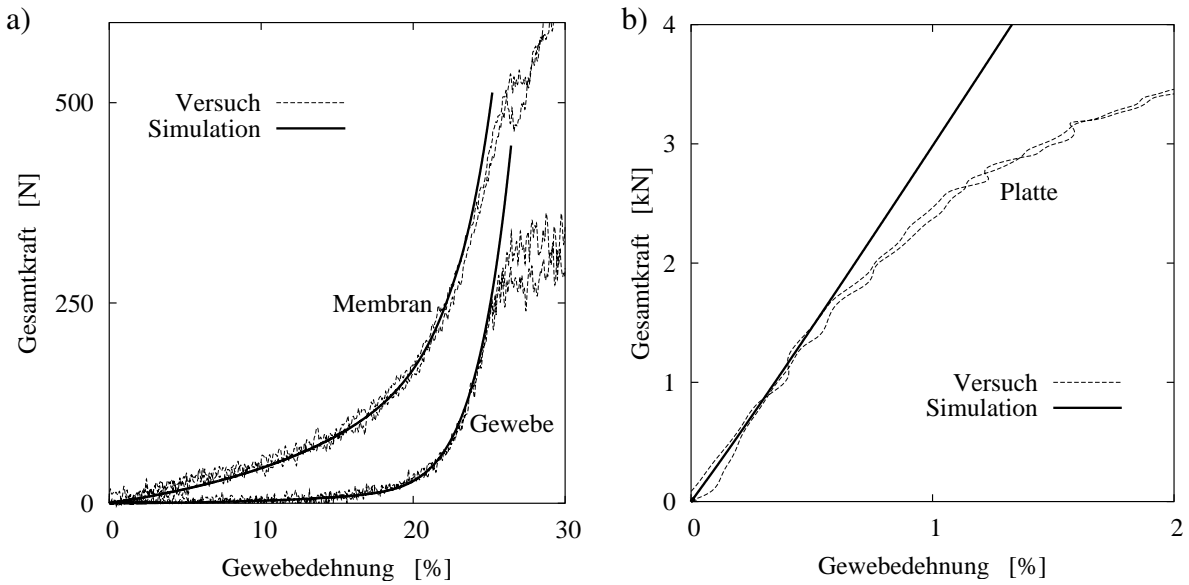 a)
Gesamtkraft [N]
500
250
0
Versuch
Simulation
Membran
Gewebe
0 10 20 30
Gewebedehnung [%]
b)
Gesamtkraft [kN]
4
3
2
1
0
Platte
Versuch
Simulation
0 1 2
Gewebedehnung [%]